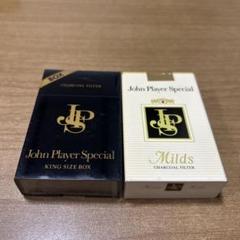 BOX
CHARCOAL FILTER
JPS
John Player Special
KING SIZE BOX
John Player Special
JPS
Milds
CHARCOAL FILTER